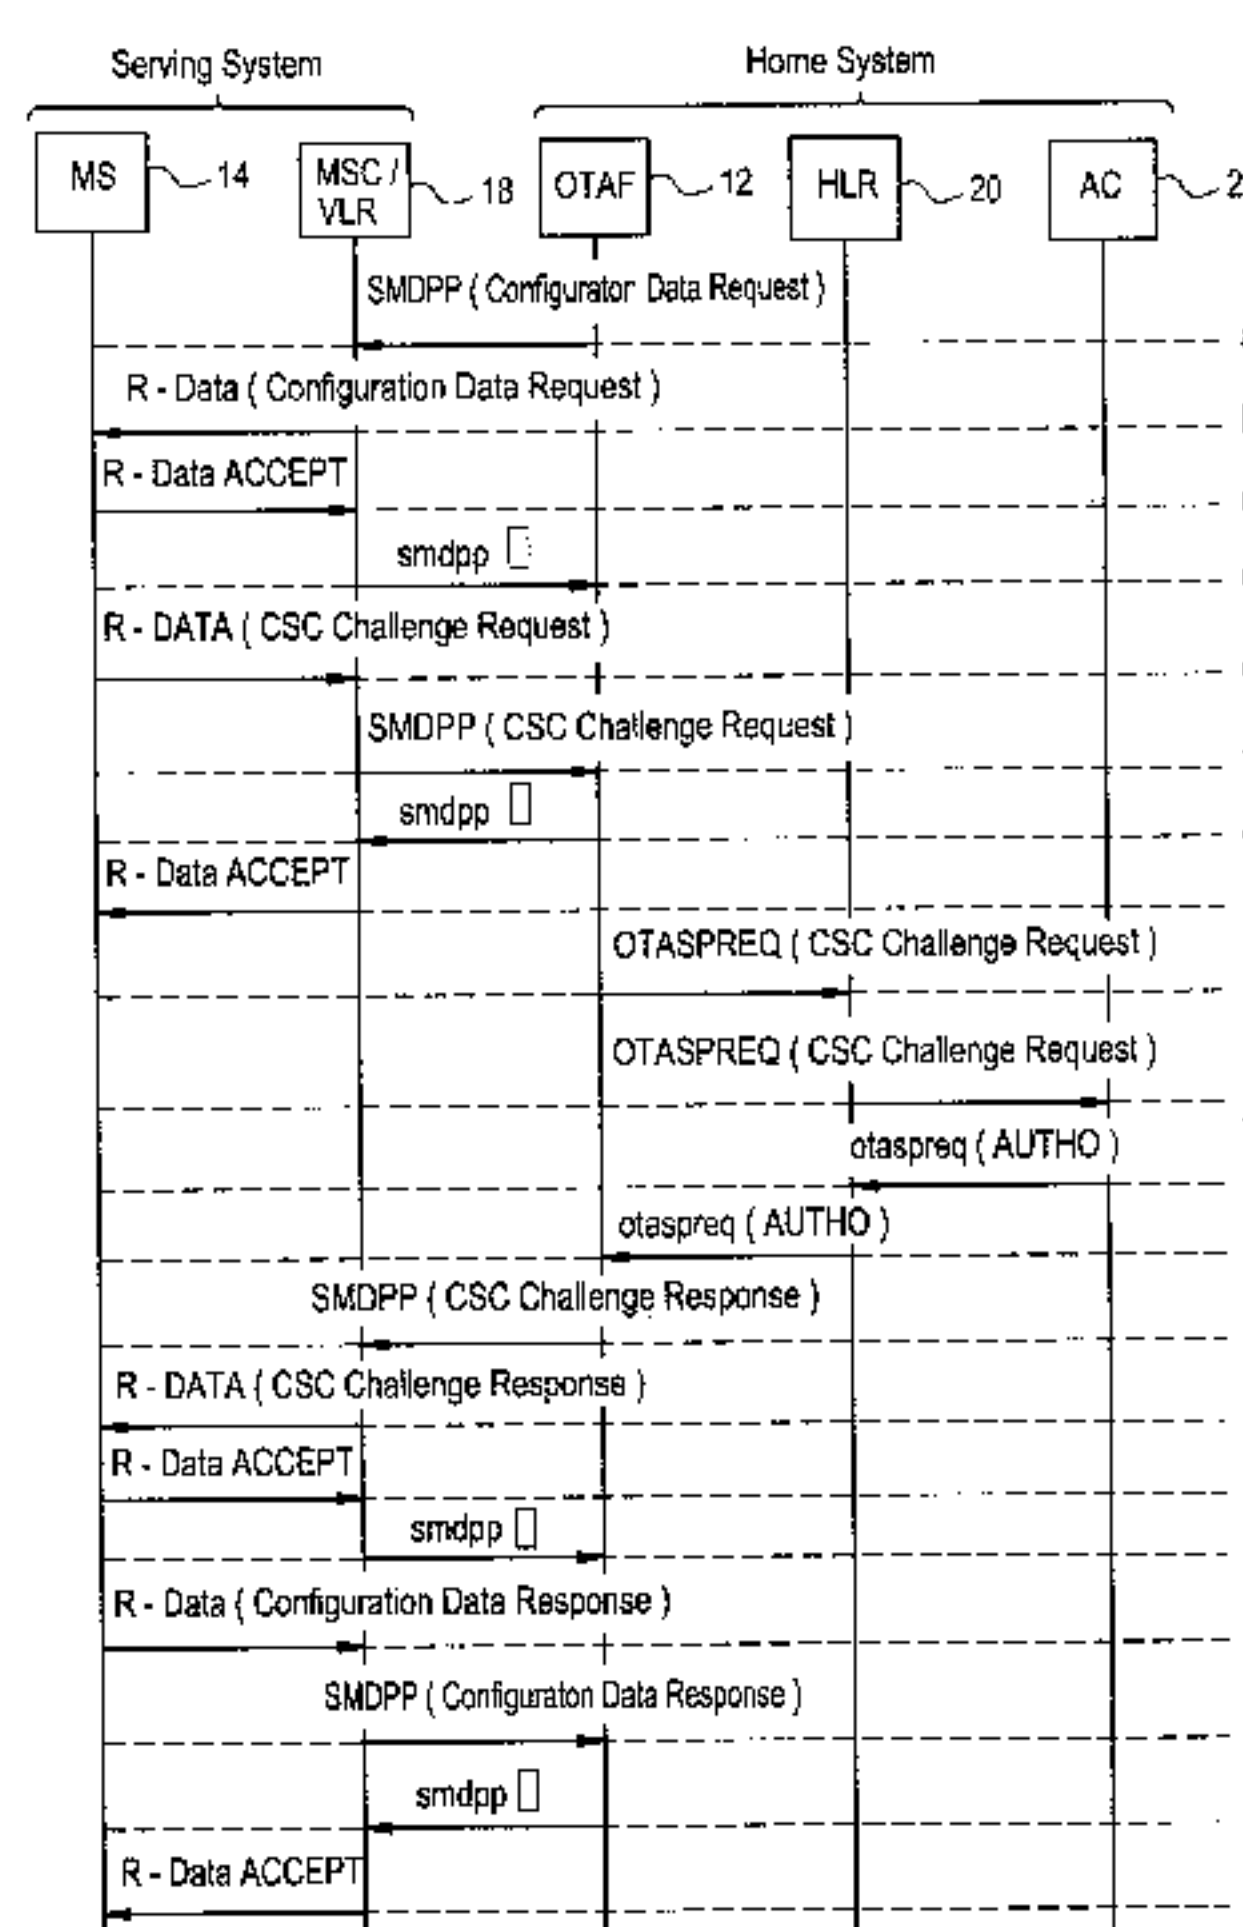 Serving System
Home System
MS
14
MSC /
VLR
18
OTAF
12
HLR
20
AC
2
SMDPP ( Configuraton Data Request )
R - Data ( Configuration Data Request )
R - Data ACCEPT
smdpp []
R - DATA ( CSC Challenge Request )
SMDPP ( CSC Challenge Request )
smdpp []
R - Data ACCEPT
OTASPREQ ( CSC Challenge Request )
OTASPREQ ( CSC Challenge Request )
otaspreq ( AUTHO )
otaspreq ( AUTHO )
SMDPP ( CSC Challenge Response )
R - DATA ( CSC Challenge Response )
R - Data ACCEPT
smdpp []
R - Data ( Configuration Data Response )
SMDPP ( Configuraton Data Response )
smdpp []
R - Data ACCEPT